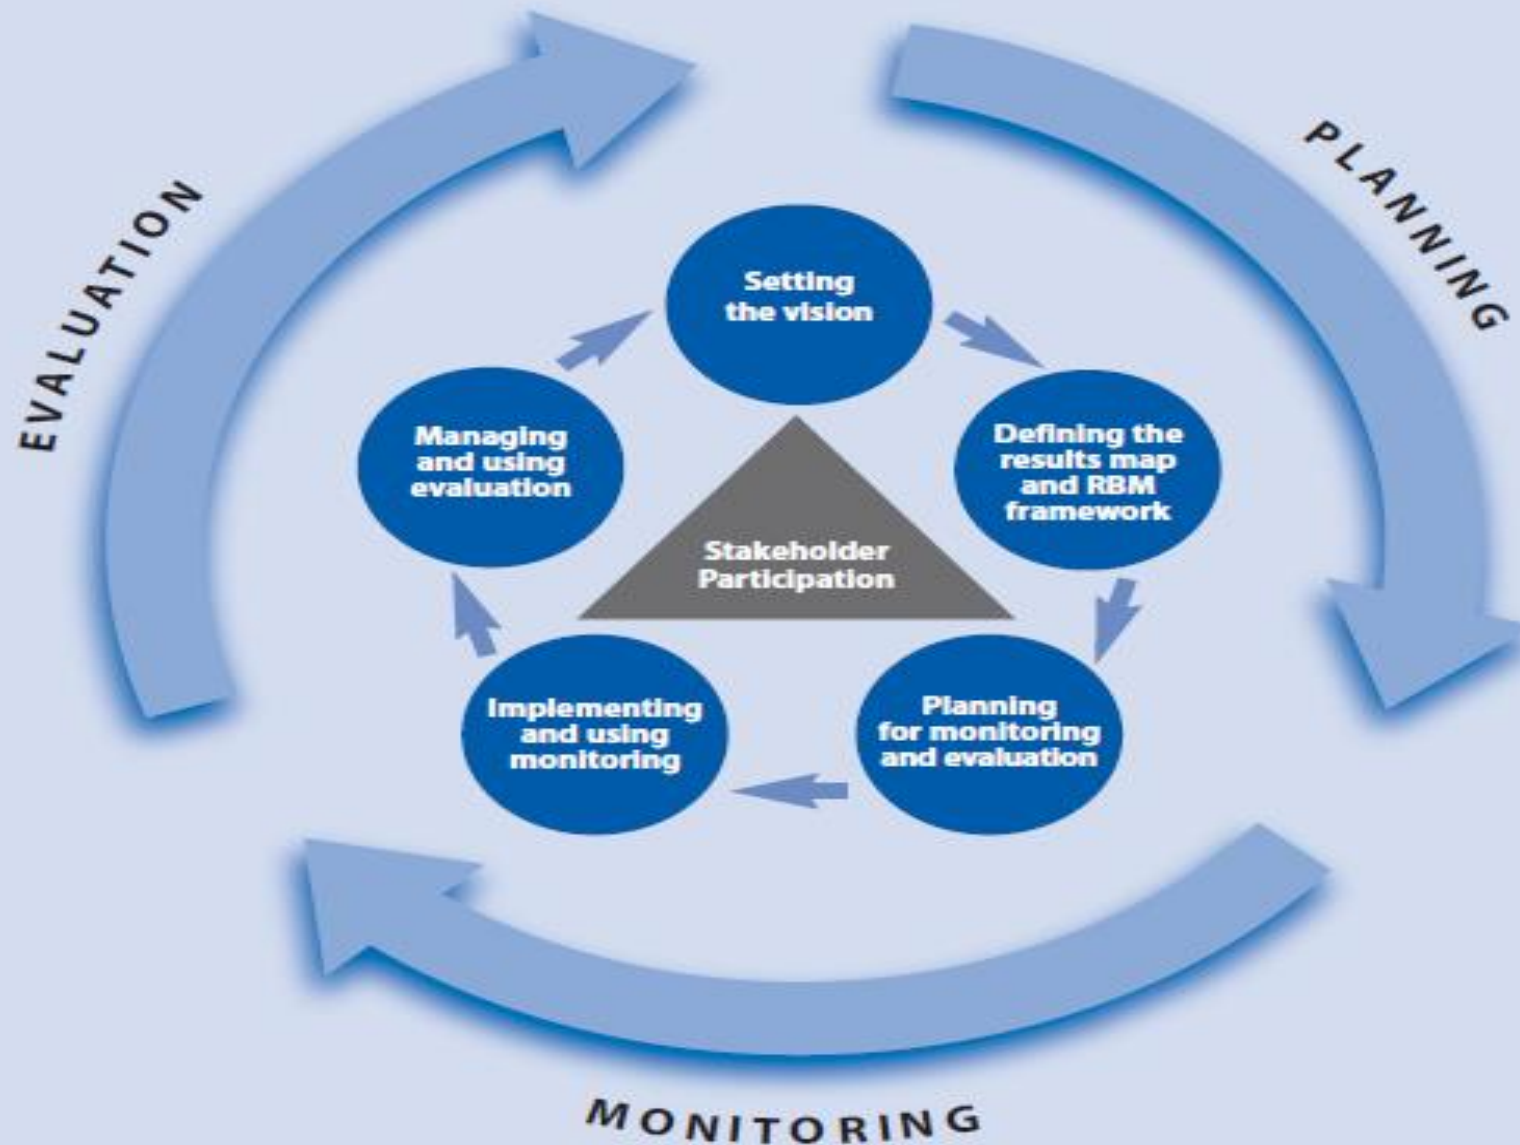 EVALUATION
PLANNING
Setting
the vision
Managing
and using
evaluation
Defining the
results map
and RBM
framework
Stakeholder
Participation
Implementing
and using
monitoring
Planning
for monitoring
and evaluation
MONITORING